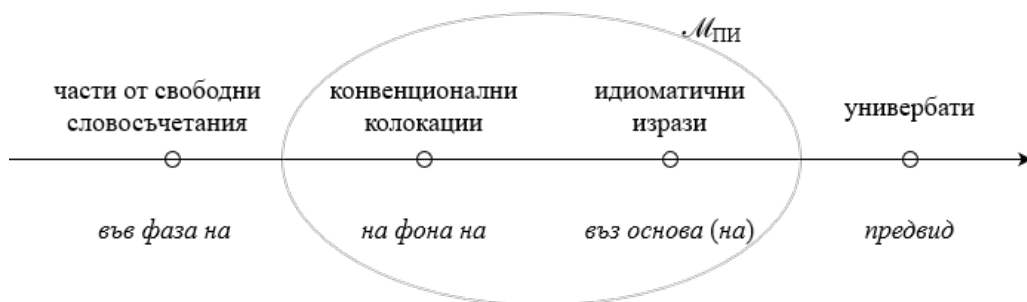 ℳПИ
части от свободни
словосъчетания
конвенционални
колокации
идиоматични
изрази
универбати
във фаза на
на фона на
въз основа (на)
предвид